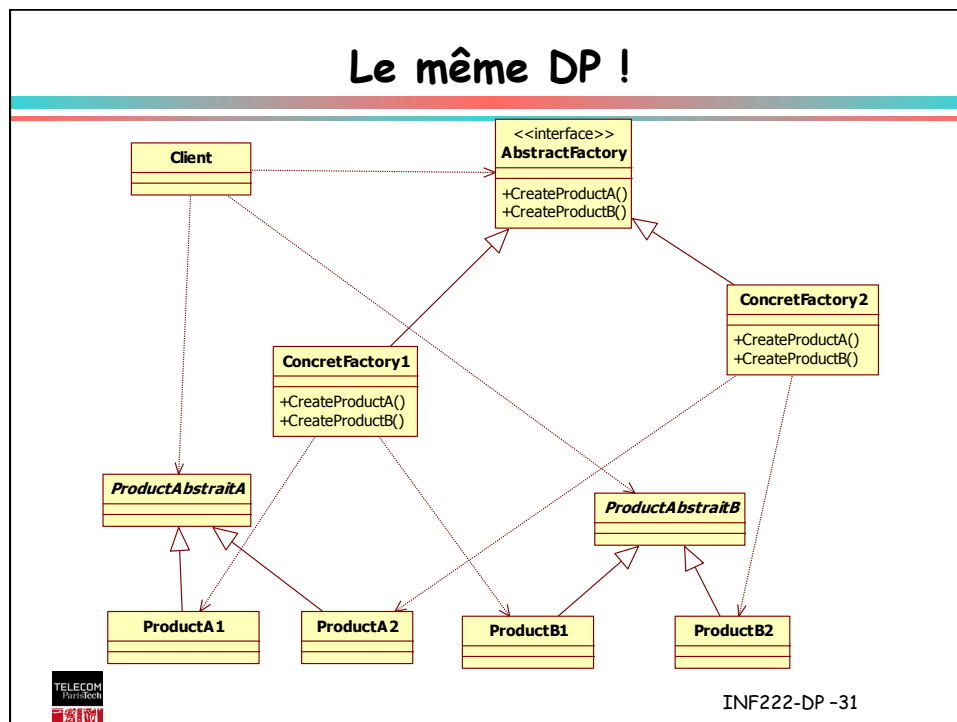 Le même DP !
<<interface>>
AbstractFactory
+CreateProductA()
+CreateProductB()
Client
ConcretFactory2
+CreateProductA()
+CreateProductB()
ConcretFactory1
+CreateProductA()
+CreateProductB()
ProductAbstraitA
ProductAbstraitB
ProductA1
ProductA2
ProductB1
ProductB2
TELECOM
ParisTech
INF222-DP –31